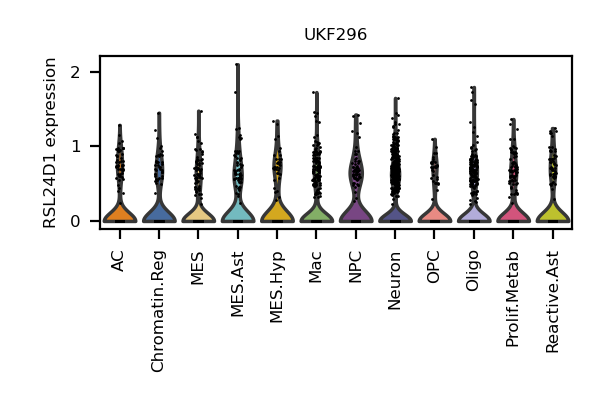 UKF296
RSL24D1 expression
2
1
0
AC
Chromatin.Reg
MES
MES.Ast
MES.Hyp
Mac
NPC
Neuron
OPC
Oligo
Prolif.Metab
Reactive.Ast